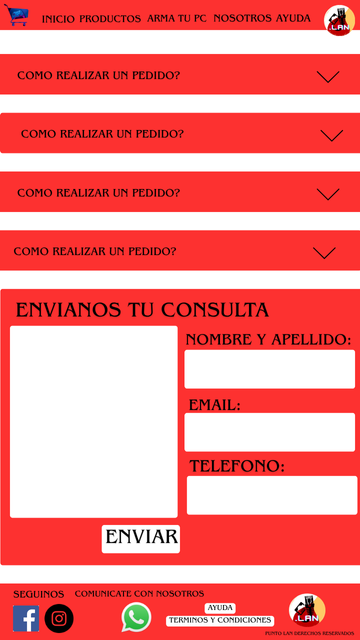 INICIO PRODUCTOS ARMA TU PC NOSOTROS AYUDA
.LAN
COMO REALIZAR UN PEDIDO?
COMO REALIZAR UN PEDIDO?
COMO REALIZAR UN PEDIDO?
COMO REALIZAR UN PEDIDO?
ENVIANOS TU CONSULTA
NOMBRE Y APELLIDO:
EMAIL:
TELEFONO:
ENVIAR
SEGUINOS
COMUNICATE CON NOSOTROS
AYUDA
TERMINOS Y CONDICIONES
.LAN
PUNTO LAN DERECHOS RESERVADOS